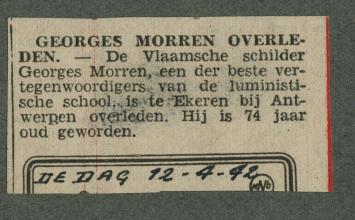 GEORGES MORREN OVERLE-
DEN. — De Vlaamsche schilder
Georges Morren, een der beste ver-
tegenwoordigers van de luministi-
sche school, is te Ekeren bij Ant-
werpen overleden. Hij is 74 jaar
oud geworden.
DE DAG 12-4-42